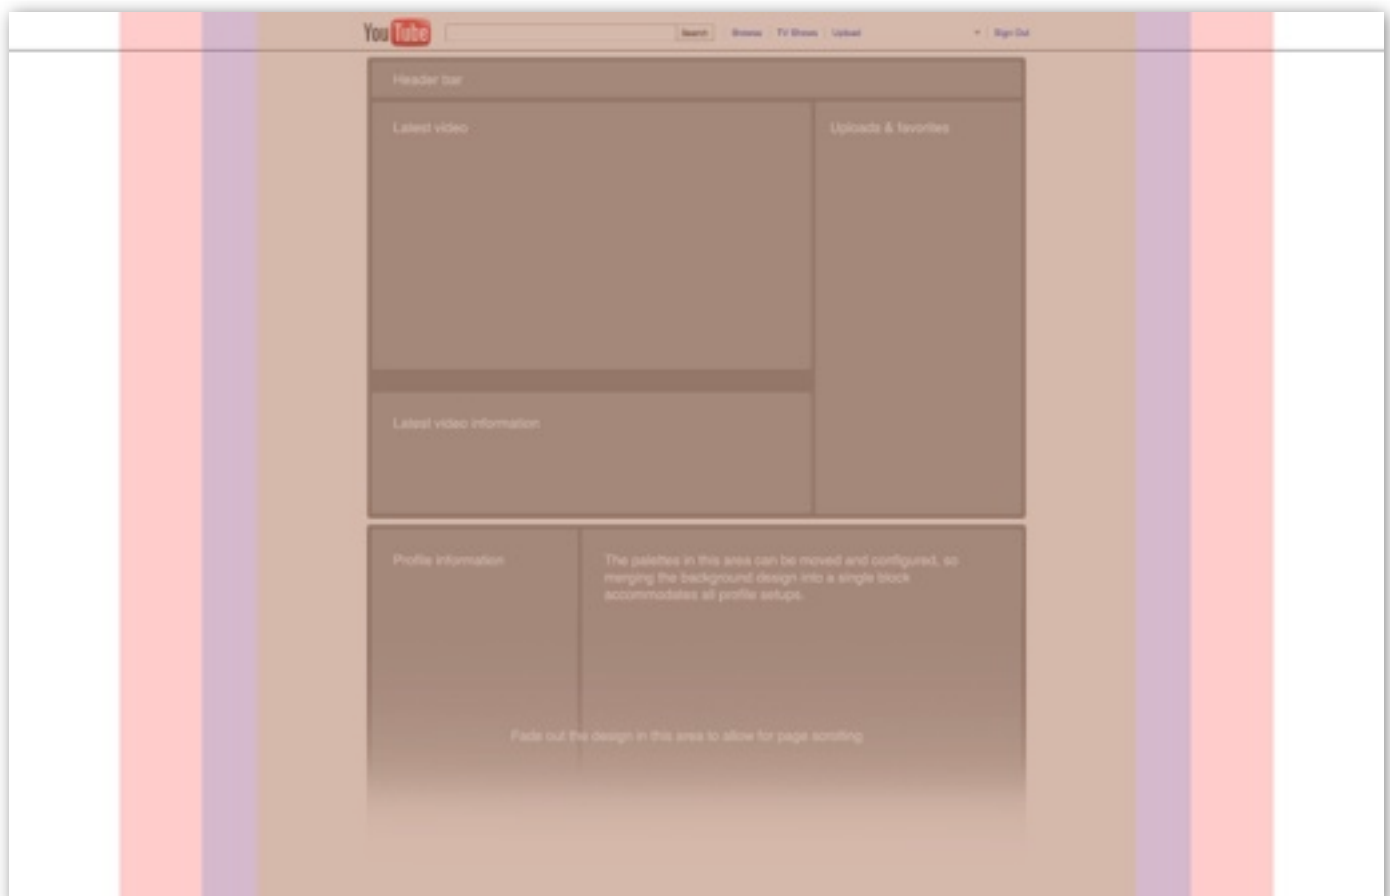 YouTube Search Browse TV Shows Upload Sign Out
Header bar
Latest video
Uploads & favorites
Latest video information
Profile information
The palettes in this area can be moved and configured, so
merging the background design into a single block
accommodates all profile setups.
Fade out the design in this area to allow for page scrolling